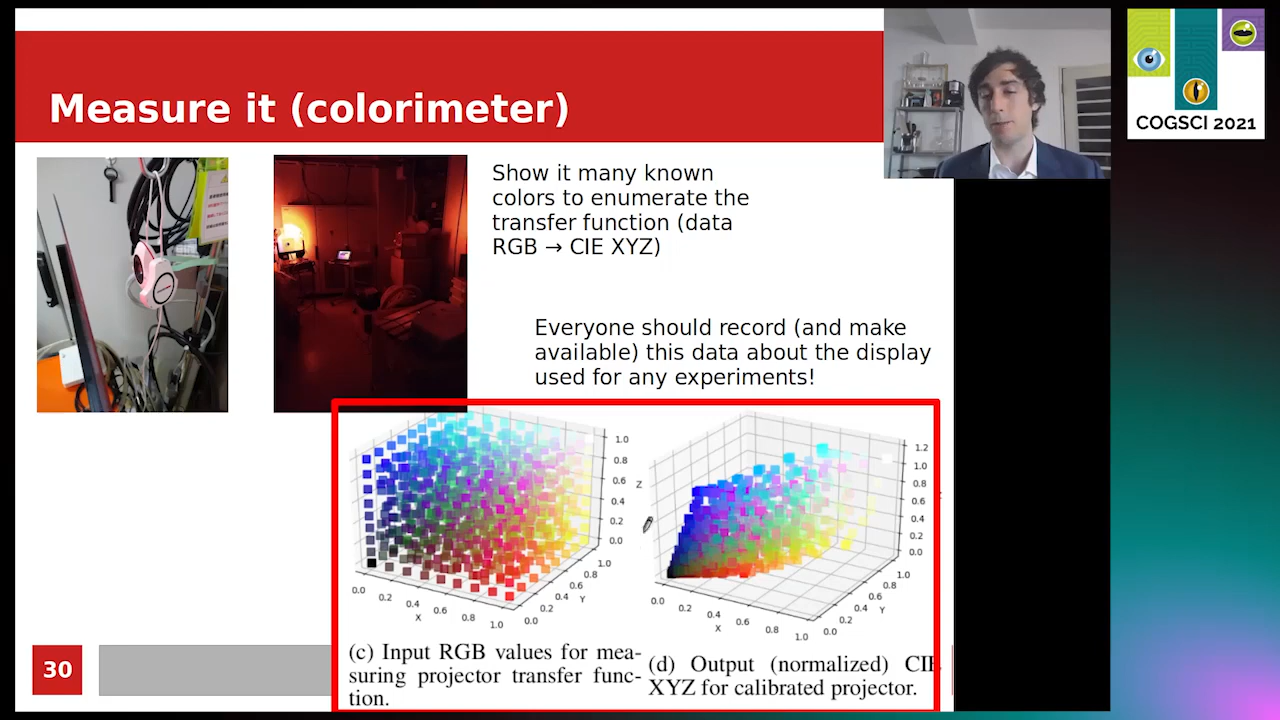 Measure it (colorimeter)
COGSCI 2021
Show it many known
colors to enumerate the
transfer function (data
RGB → CIE XYZ)
Everyone should record (and make
available) this data about the display
used for any experiments!
1.0
0.8
0.6
0.4
0.2
0.0
Z
0.0
0.2
0.4
0.6
0.8
1.0
X
0.0
0.2
0.4
0.6
0.8
1.0
Y
1.2
1.0
0.8
0.6
0.4
0.2
0.0
0.0
0.2
0.4
0.6
0.8
1.0
X
0.0
0.2
0.4
0.6
0.8
1.0
Y
(c) Input RGB values for mea-
suring projector transfer func-
tion.
(d) Output (normalized) CIE
XYZ for calibrated projector.
30